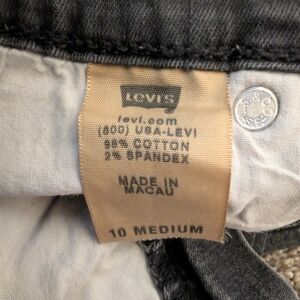 Levi's
levi.com
(800) USA-LEVI
98% COTTON
2% SPANDEX
MADE IN
MACAU
10 MEDIUM